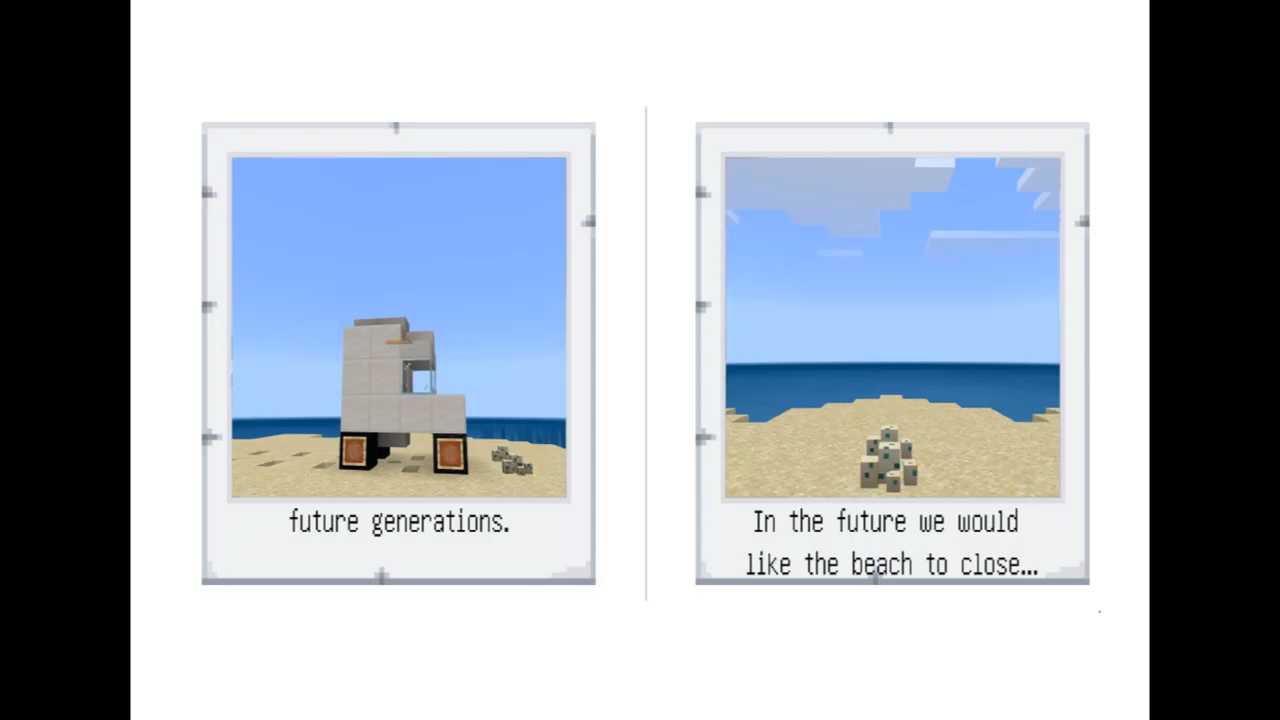 future generations.
In the future we would
like the beach to close...